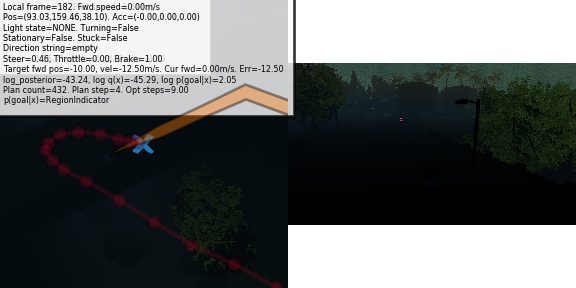 Local frame=182: Fwd speed=0.00m/s
Pos=(93.03,159.46,38.10). Acc=(-0.00,0.00,0.00)
Light state=NONE. Turning=False
Stationary=False. Stuck=False
Direction string=empty
Steer=0.46, Throttle=0.00, Brake=1.00
Target fwd pos=-10.00, vel=-12.50m/s. Cur fwd=0.00m/s. Err=-12.50
log_posterior=-43.24, log q(x)=-45.29, log p(goal|x)=2.05
Plan count=432. Plan step=4. Opt steps=9.00
p(goal|x)=RegionIndicator